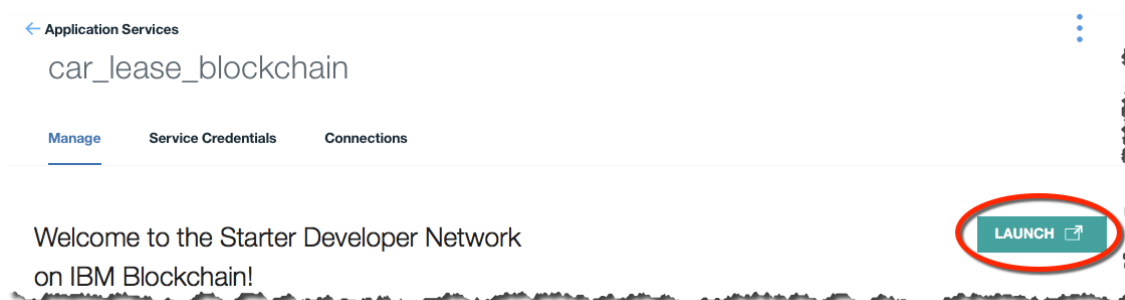 Application Services
car_lease_blockchain
Manage Service Credentials Connections
Welcome to the Starter Developer Network
on IBM Blockchain!
LAUNCH